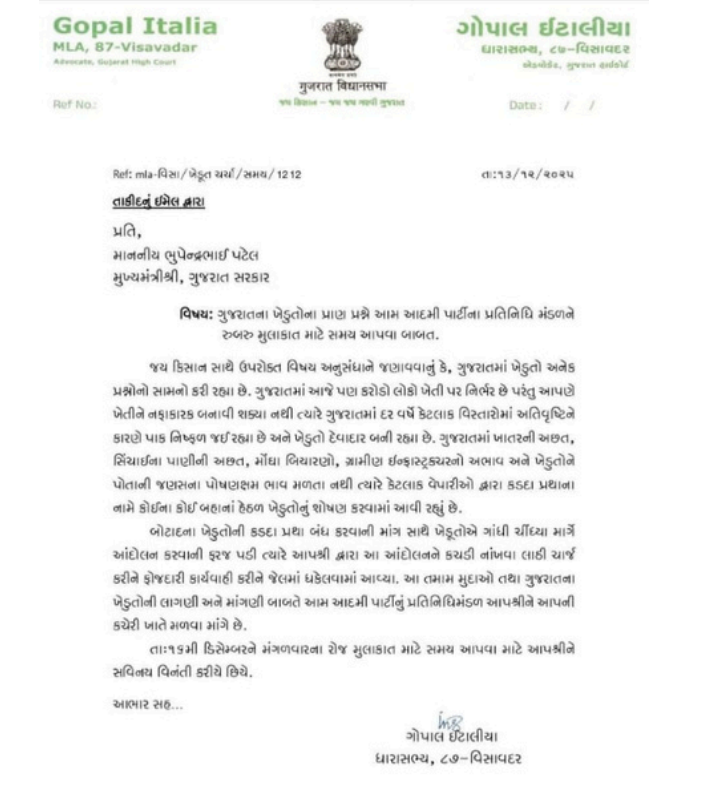 Gopal Italia
MLA, 87-Visavadar
Advocate, Gujarat High Court
Ref No.:
ગુજરાત વિધાનસભા
જય કિસાન – જય જય ગરવી ગુજરાત
ગોપાલ ઈટાલીયા
ધારાસભ્ય, ૮૭-વિસાવદર
એડવોકેટ, ગુજરાત હાઈકોર્ટ
Date: / /
Ref: mla-વિસા/ખેડૂત ચર્ચા/સમય/1212
તા:૧૩/૧૨/૨૦૨૫
તાકીદનું ઈમેલ દ્વારા
પ્રતિ,
માનનીય ભુપેન્દ્રભાઈ પટેલ
મુખ્યમંત્રીશ્રી, ગુજરાત સરકાર
વિષય: ગુજરાતના ખેડુતોના પ્રાણ પ્રશ્ને આમ આદમી પાર્ટીના પ્રતિનિધિ મંડળને
રુબરુ મુલાકાત માટે સમય આપવા બાબત.
જય કિસાન સાથે ઉપરોક્ત વિષય અનુસંધાને જણાવવાનું કે, ગુજરાતમાં ખેડુતો અનેક
પ્રશ્નોનો સામનો કરી રહ્યા છે. ગુજરાતમાં આજે પણ કરોડો લોકો ખેતી પર નિર્ભર છે પરંતુ આપણે
ખેતીને નફાકારક બનાવી શક્યા નથી ત્યારે ગુજરાતમાં દર વર્ષે કેટલાક વિસ્તારોમાં અતિવૃષ્ટિને
કારણે પાક નિષ્ફળ જઈ રહ્યા છે અને ખેડુતો દેવાદાર બની રહ્યા છે. ગુજરાતમાં ખાતરની અછત,
સિંચાઈના પાણીની અછત, મોંઘા બિચારણો, ગ્રામીણ ઈન્ફ્રાસ્ટ્રક્ચરનો અભાવ અને ખેડુતોને
પોતાની જણસના પોષણક્ષમ ભાવ મળતા નથી ત્યારે કેટલાક વેપારીઓ દ્વારા કડદા પ્રથાના
નામે કોઈના કોઈ બહાનાં હેઠળ ખેડુતોનું શોષણ કરવામાં આવી રહ્યું છે.
બોટાદના ખેડુતોની કડદા પ્રથા બંધ કરવાની માંગ સાથે ખેડૂતોએ ગાંધી ચીંધ્યા માર્ગે
આંદોલન કરવાની ફરજ પડી ત્યારે આપશ્રી દ્વારા આ આંદોલનને કચડી નાંખવા લાઠી ચાર્જ
કરીને ફોજદારી કાર્યવાહી કરીને જેલમાં ધકેલવામાં આવ્યા. આ તમામ મુદ્દાઓ તથા ગુજરાતના
ખેડુતોની લાગણી અને માંગણી બાબતે આમ આદમી પાર્ટીનું પ્રતિનિધિમંડળ આપશ્રીને આપની
કચેરી ખાતે મળવા માંગે છે.
તા:૧૬મી ડિસેમ્બરને મંગળવારના રોજ મુલાકાત માટે સમય આપવા માટે આપશ્રીને
સવિનય વિનંતી કરીયે છિયે.
આભાર સહ...
ગોપાલ ઈટાલીયા
ધારાસભ્ય, ૮૭-વિસાવદર